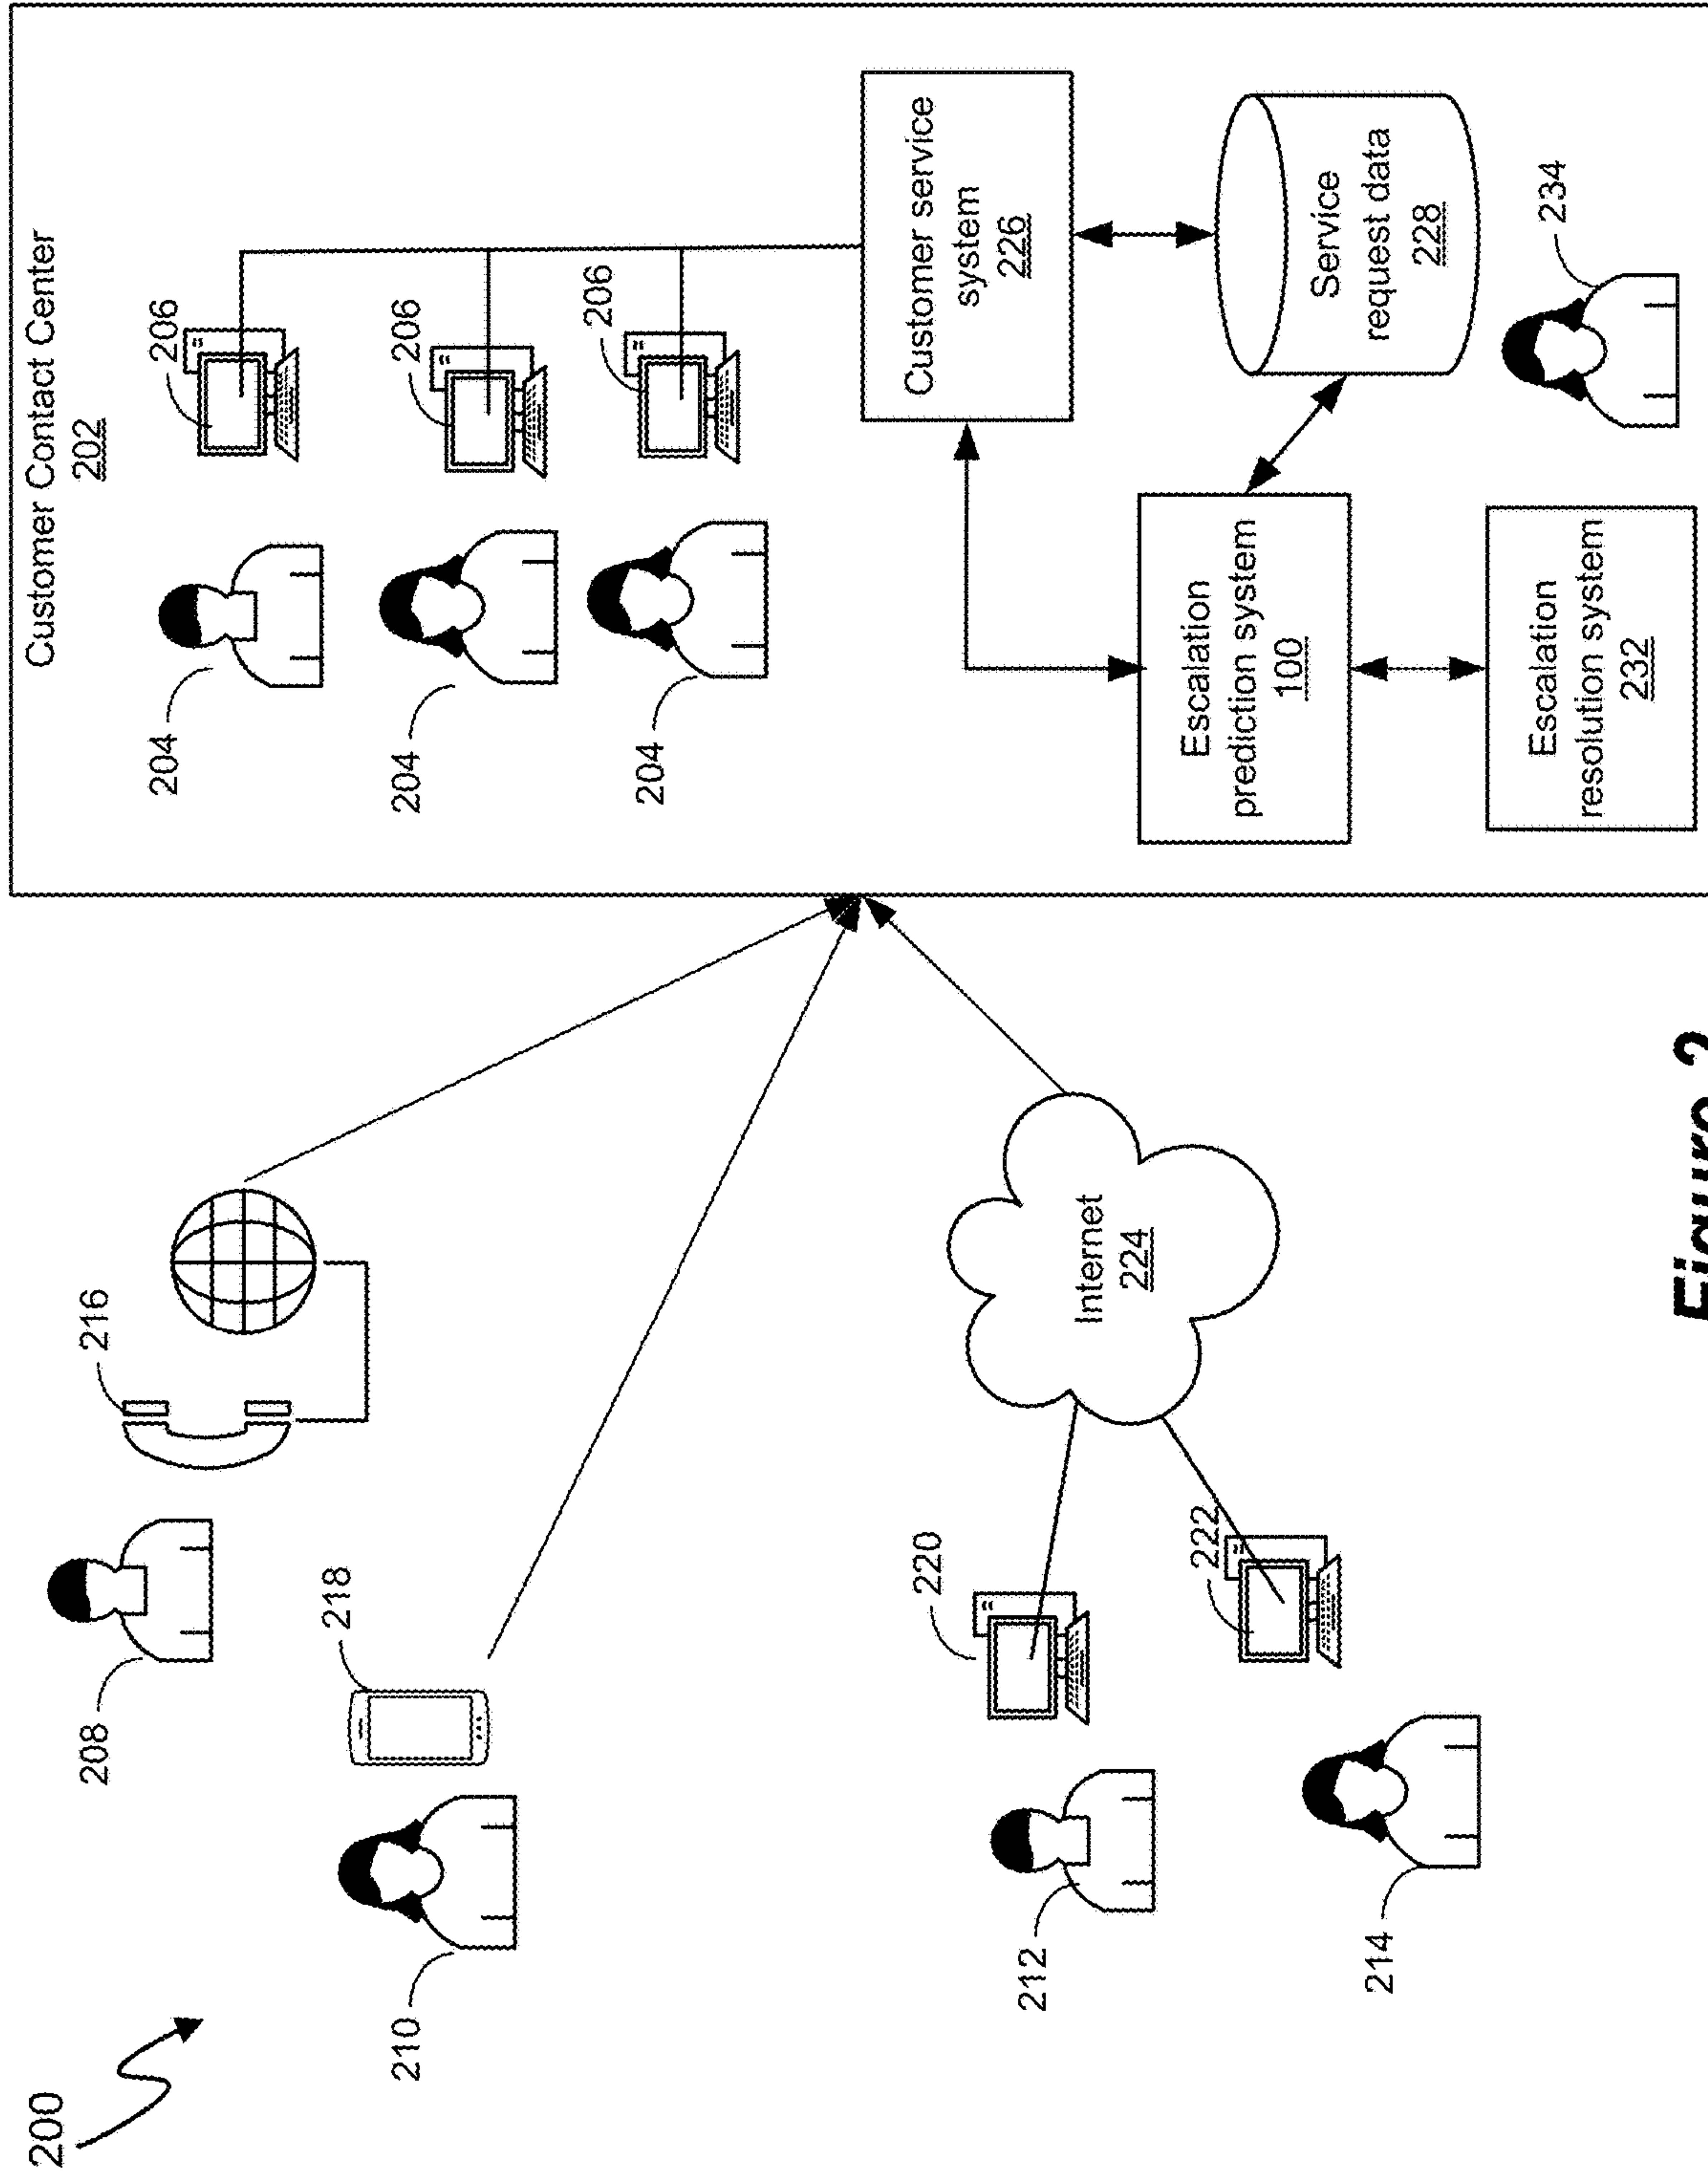 200
208
216
210
218
212
220
214
222
Internet
224
Customer Contact Center
202
204
206
204
206
204
206
Customer service
system
226
Escalation
prediction system
100
Service
request data
228
Escalation
resolution system
232
234
Figure 2